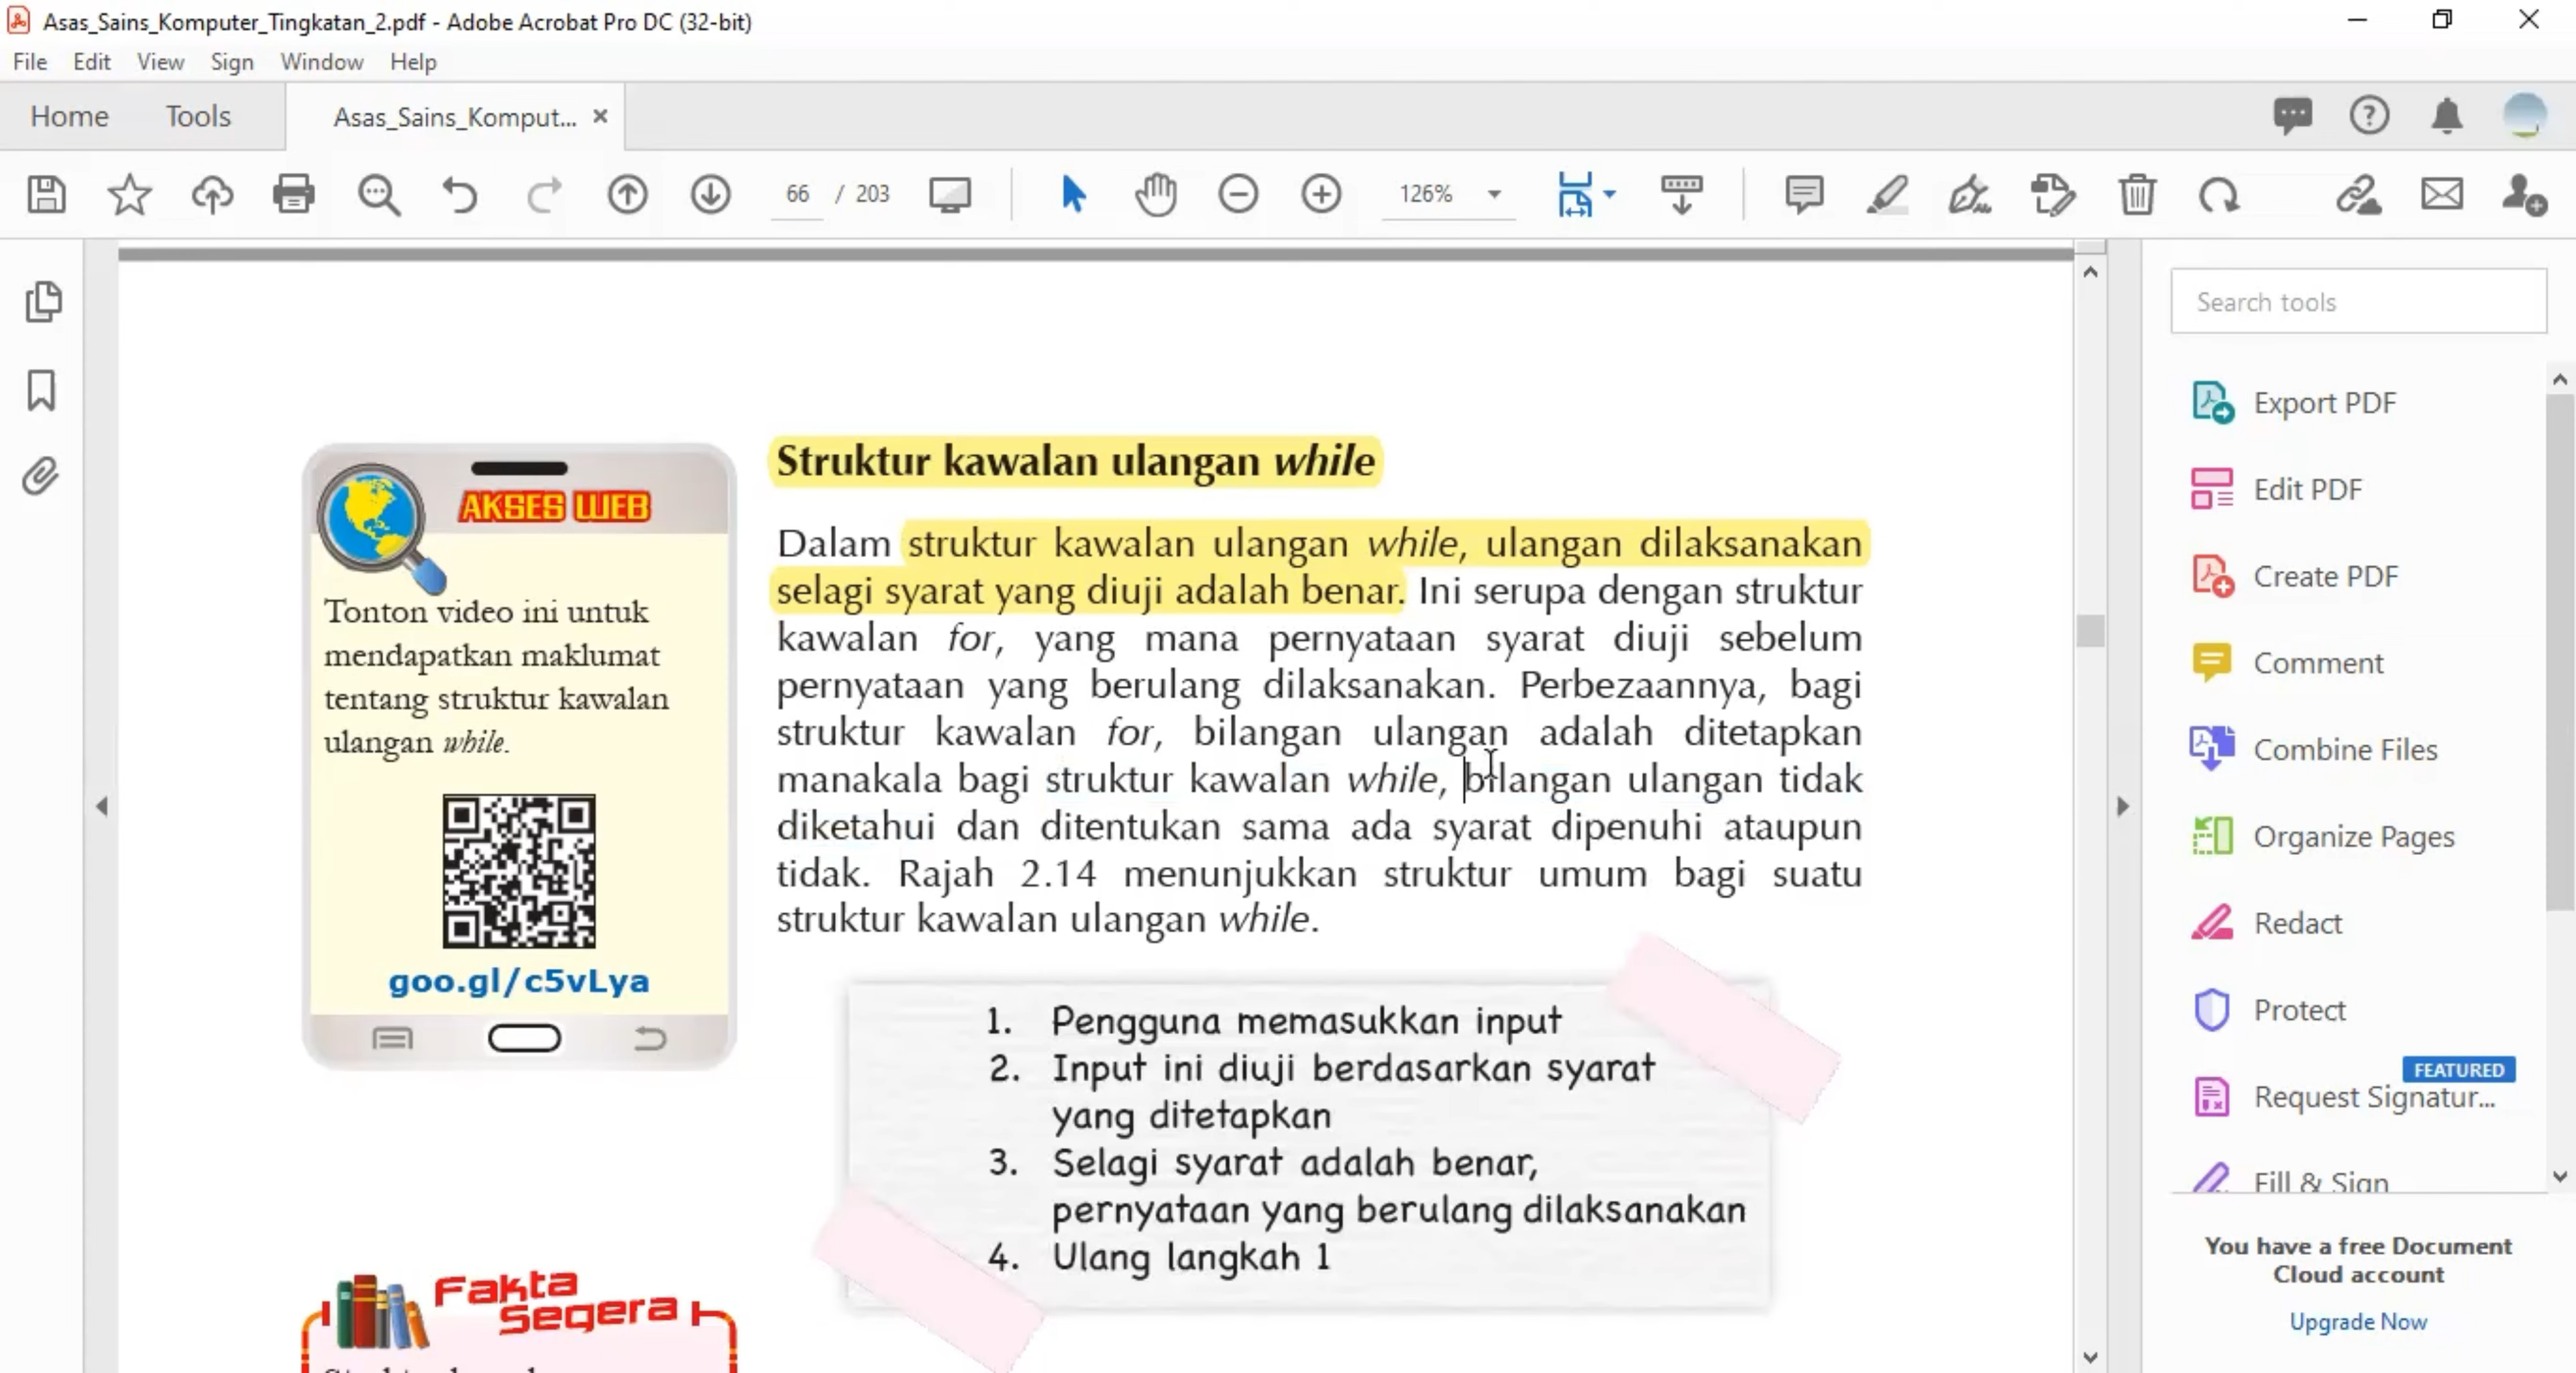 Asas_Sains_Komputer_Tingkatan_2.pdf - Adobe Acrobat Pro DC (32-bit)
File Edit View Sign Window Help
Home Tools Asas_Sains_Komput...
66 / 203 126%
Search tools
Export PDF
Edit PDF
Create PDF
Comment
Combine Files
Organize Pages
Redact
Protect
FEATURED
Request Signatur...
Fill & Sign
You have a free Document
Cloud account
Upgrade Now
AKSES WEB
Tonton video ini untuk
mendapatkan maklumat
tentang struktur kawalan
ulangan while.
goo.gl/c5vLya
Fakta
Segera
Struktur kawalan ulangan while
Dalam struktur kawalan ulangan while, ulangan dilaksanakan
selagi syarat yang diuji adalah benar. Ini serupa dengan struktur
kawalan for, yang mana pernyataan syarat diuji sebelum
pernyataan yang berulang dilaksanakan. Perbezaannya, bagi
struktur kawalan for, bilangan ulangan adalah ditetapkan
manakala bagi struktur kawalan while, bilangan ulangan tidak
diketahui dan ditentukan sama ada syarat dipenuhi ataupun
tidak. Rajah 2.14 menunjukkan struktur umum bagi suatu
struktur kawalan ulangan while.
1. Pengguna memasukkan input
2. Input ini diuji berdasarkan syarat
yang ditetapkan
3. Selagi syarat adalah benar,
pernyataan yang berulang dilaksanakan
4. Ulang langkah 1